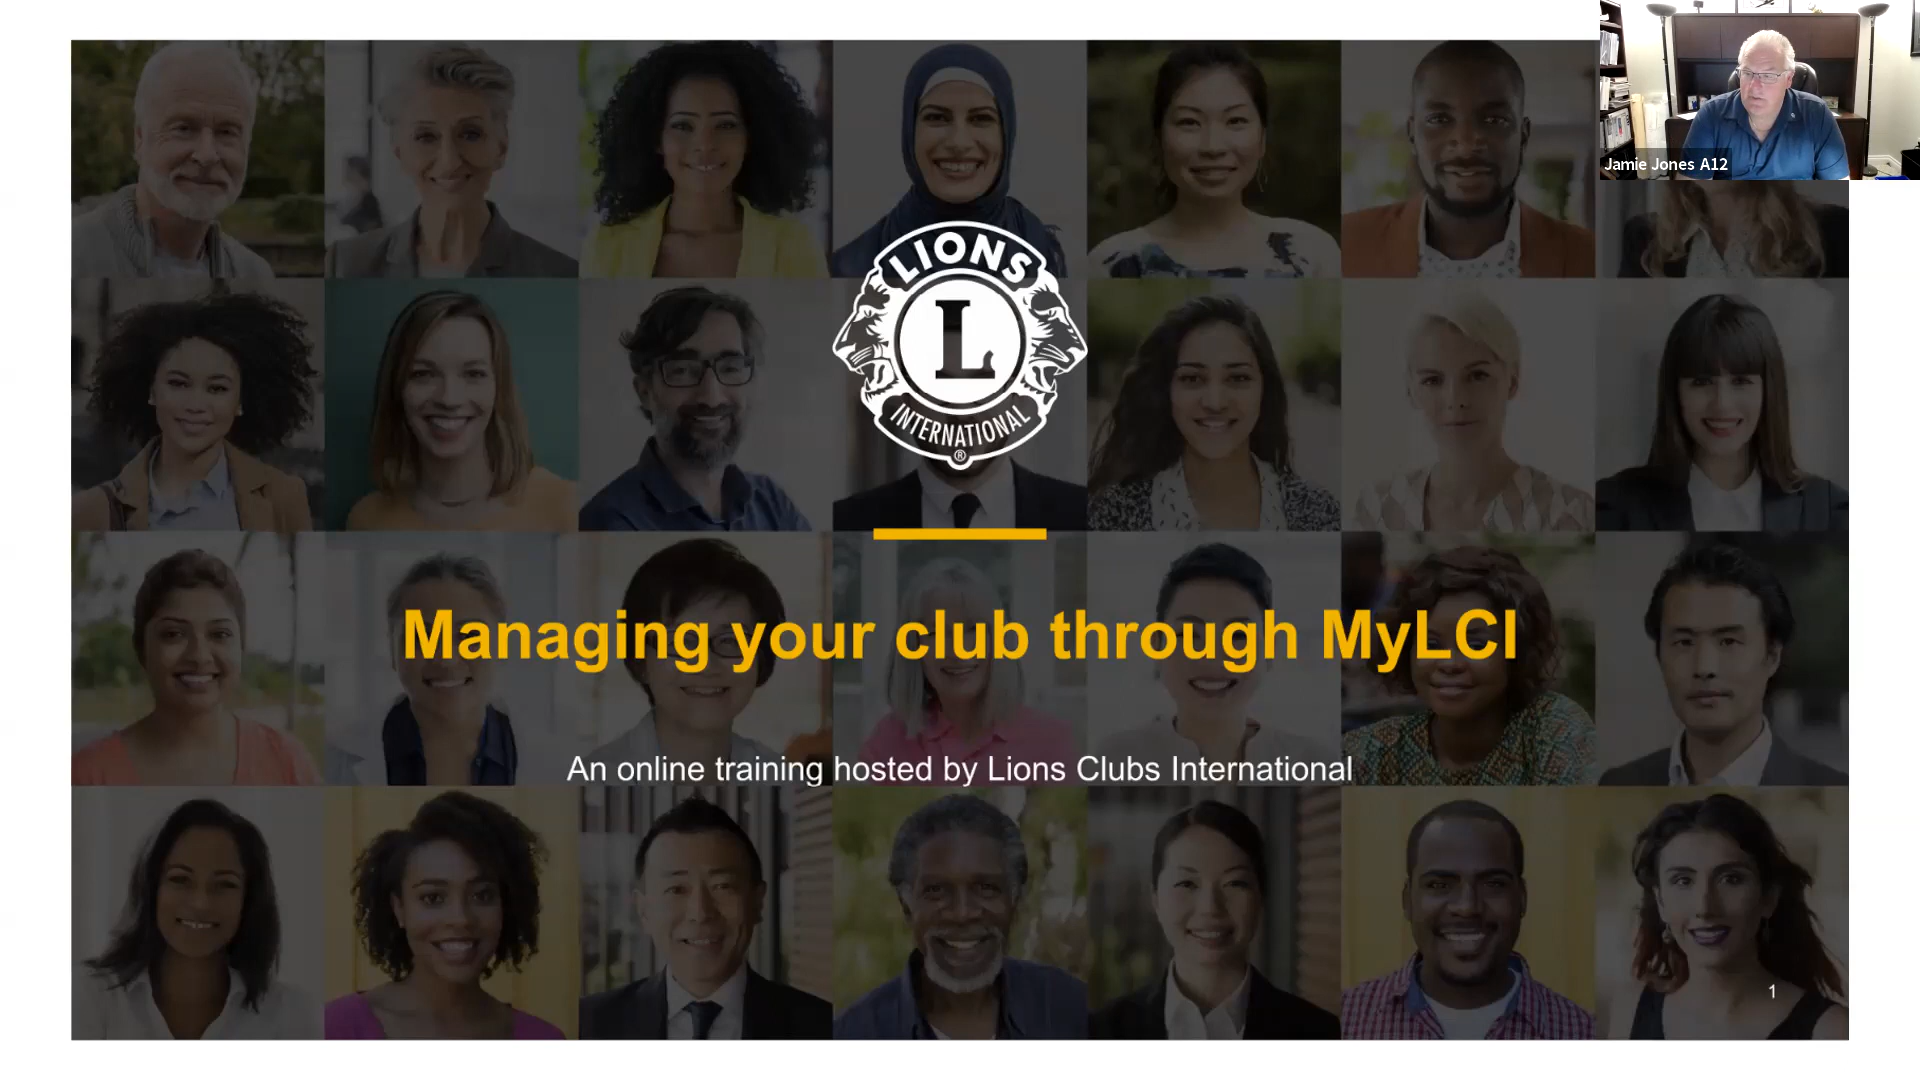 Jamie Jones A12
LIONS
L
INTERNATIONAL
®
Managing your club through MyLCI
An online training hosted by Lions Clubs International
1